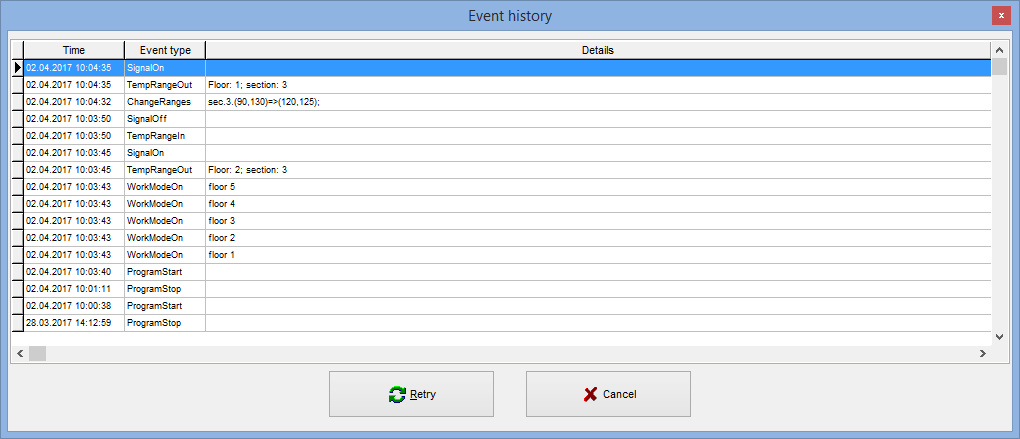 Event history
Time Event type Details
02.04.2017 10:04:35 SignalOn
02.04.2017 10:04:35 TempRangeOut Floor: 1; section: 3
02.04.2017 10:04:32 ChangeRanges sec.3.(90,130)=>(120,125);
02.04.2017 10:03:50 SignalOff
02.04.2017 10:03:50 TempRangeIn
02.04.2017 10:03:45 SignalOn
02.04.2017 10:03:45 TempRangeOut Floor: 2; section: 3
02.04.2017 10:03:43 WorkModeOn floor 5
02.04.2017 10:03:43 WorkModeOn floor 4
02.04.2017 10:03:43 WorkModeOn floor 3
02.04.2017 10:03:43 WorkModeOn floor 2
02.04.2017 10:03:43 WorkModeOn floor 1
02.04.2017 10:03:40 ProgramStart
02.04.2017 10:01:11 ProgramStop
02.04.2017 10:00:38 ProgramStart
28.03.2017 14:12:59 ProgramStop
Retry Cancel